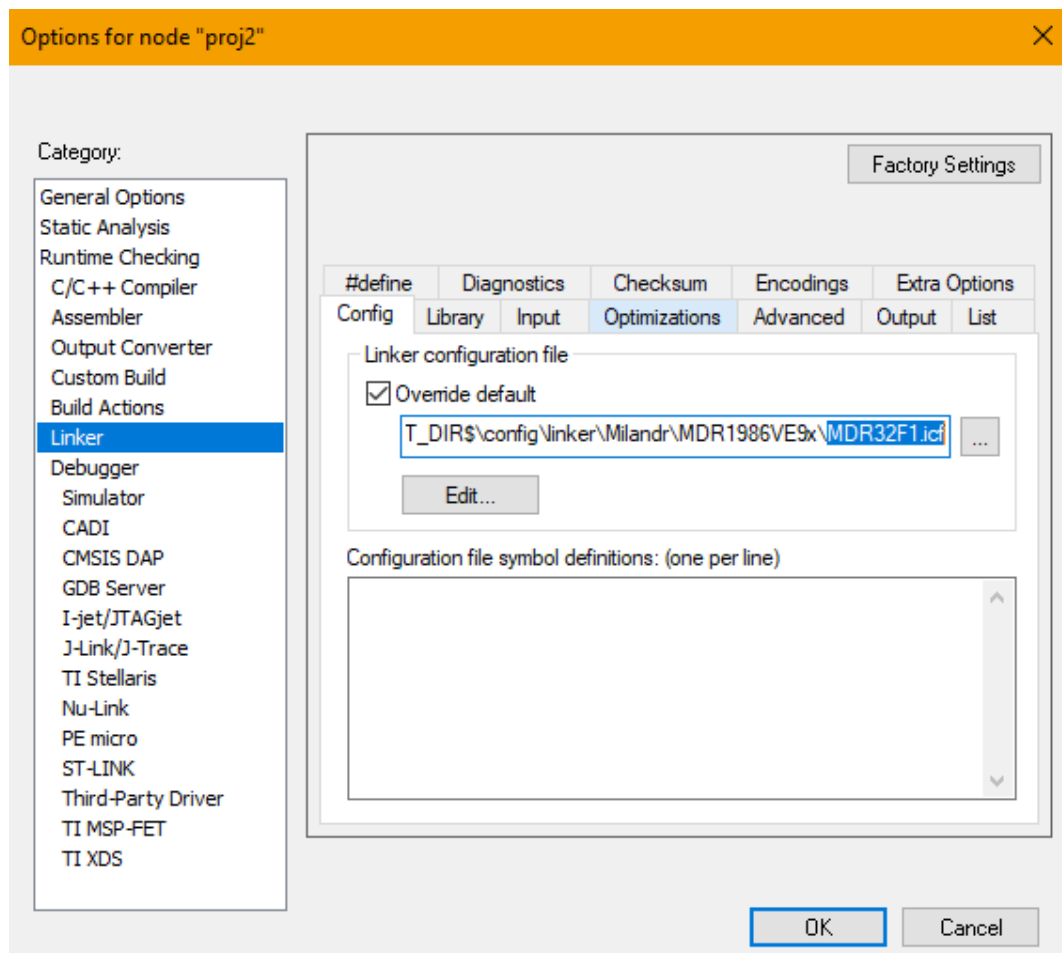 Options for node "proj2"
Category:
General Options
Static Analysis
Runtime Checking
C/C++ Compiler
Assembler
Output Converter
Custom Build
Build Actions
Linker
Debugger
Simulator
CADI
CMSIS DAP
GDB Server
I-jet/JTAGjet
J-Link/J-Trace
TI Stellaris
Nu-Link
PE micro
ST-LINK
Third-Party Driver
TI MSP-FET
TI XDS
Factory Settings
#define Diagnostics Checksum Encodings Extra Options
Config Library Input Optimizations Advanced Output List
Linker configuration file
Override default
T_DIR$\config\linker\Milandr\MDR1986VE9x\MDR32F1.icf ...
Edit...
Configuration file symbol definitions: (one per line)
OK Cancel